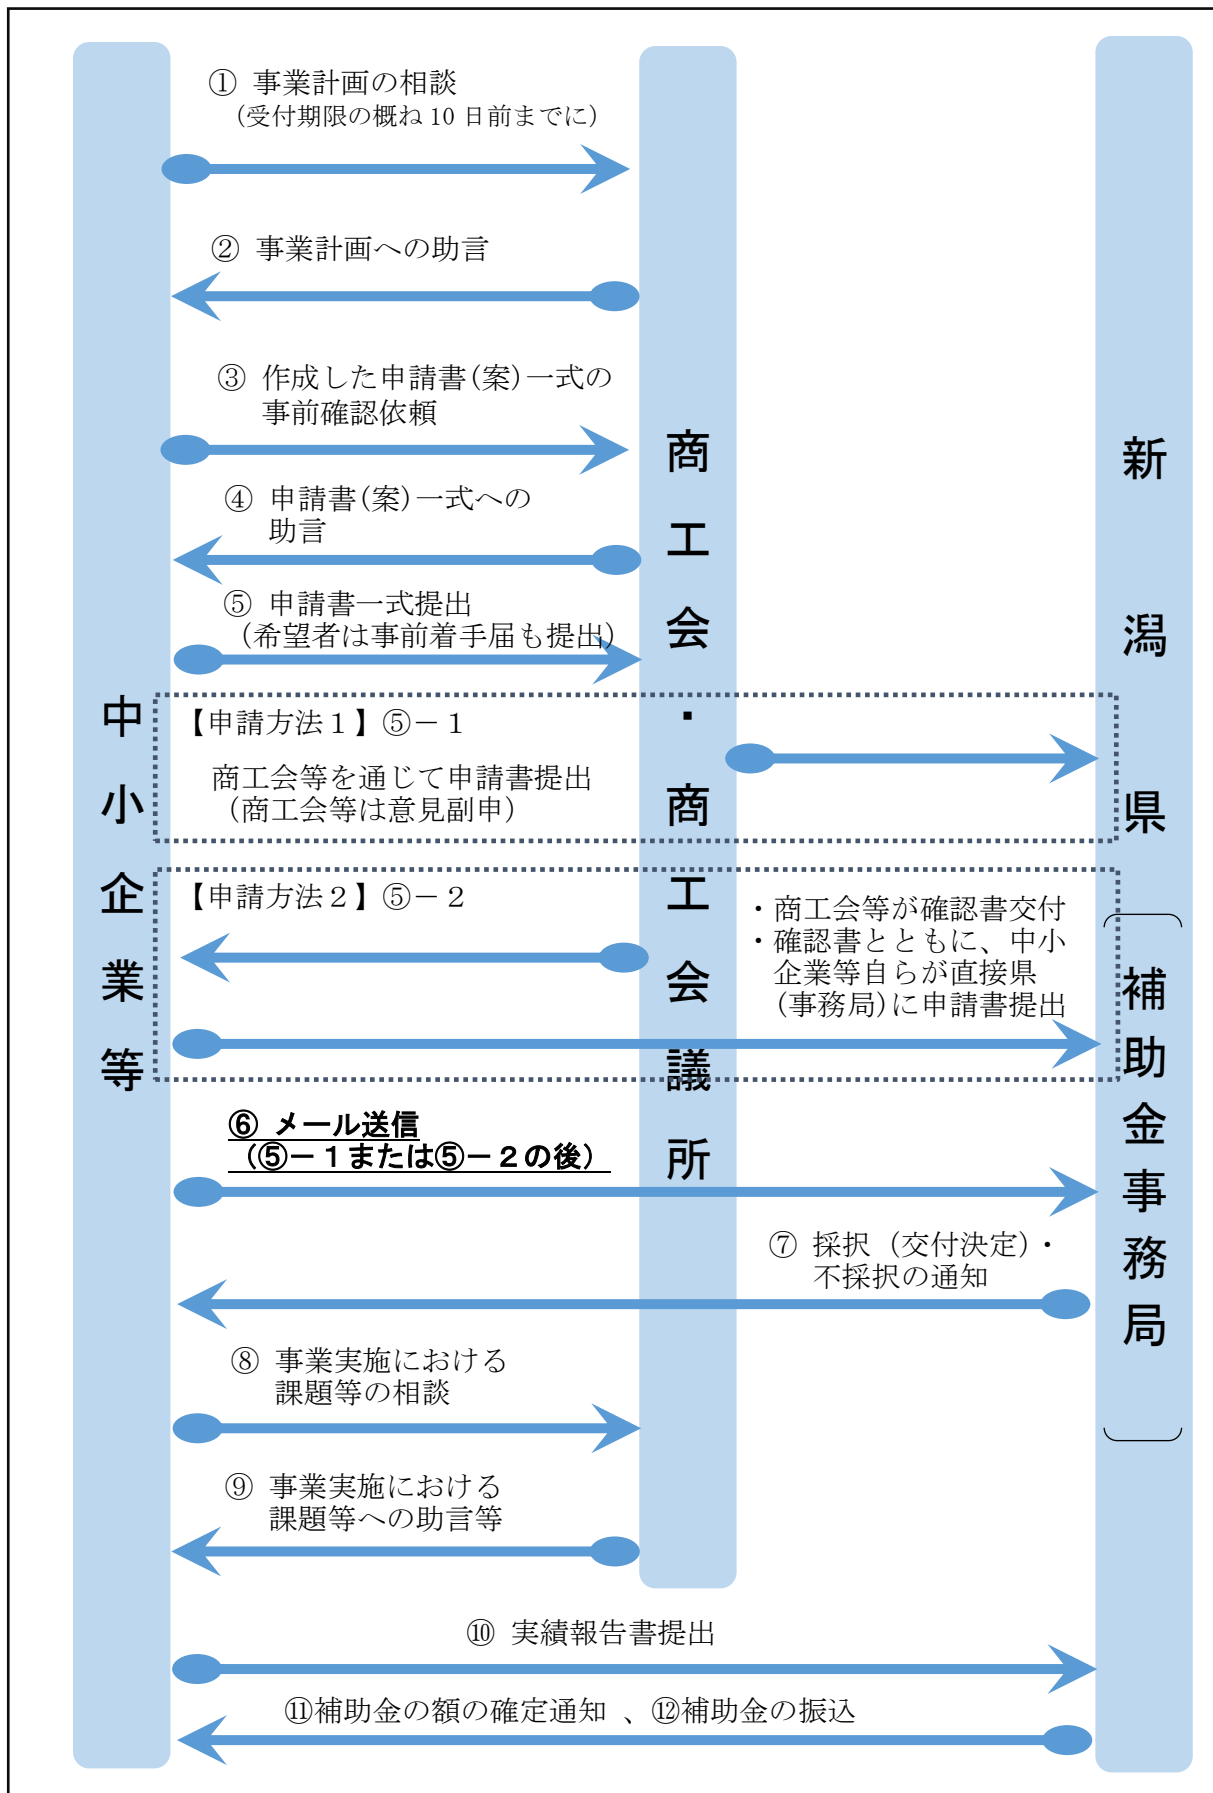 ① 事業計画の相談
（受付期限の概ね 10 日前までに）
② 事業計画への助言
③ 作成した申請書(案)一式の
事前確認依頼
④ 申請書(案)一式への
助言
⑤ 申請書一式提出
（希望者は事前着手届も提出）
【申請方法１】⑤－１
商工会等を通じて申請書提出
（商工会等は意見副申）
【申請方法２】⑤－２
・商工会等が確認書交付
・確認書とともに、中小
企業等自らが直接県
(事務局)に申請書提出
⑥ メール送信
（⑤－１または⑤－２の後）
⑦ 採択（交付決定）・
不採択の通知
⑧ 事業実施における
課題等の相談
⑨ 事業実施における
課題等への助言等
⑩ 実績報告書提出
⑪補助金の額の確定通知 、⑫補助金の振込
中小企業等
商工会・商工会議所
新潟県
（補助金事務局）